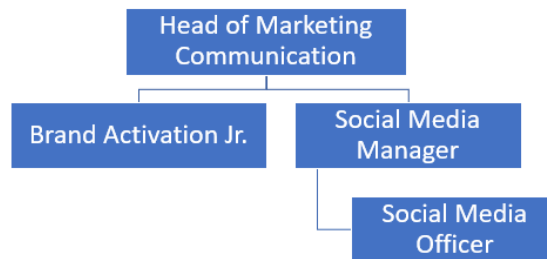 Head of Marketing
Communication
Brand Activation Jr.
Social Media
Manager
Social Media
Officer